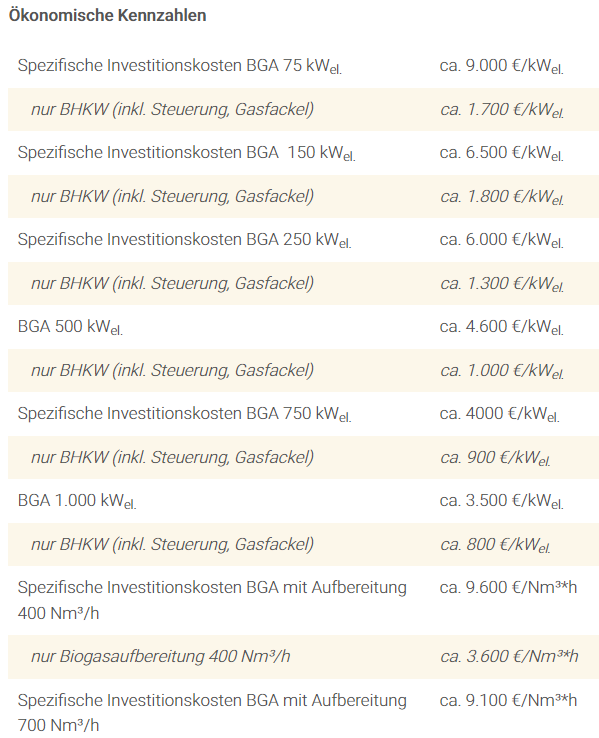 Ökonomische Kennzahlen
Spezifische Investitionskosten BGA 75 kWel. ca. 9.000 €/kWel.
nur BHKW (inkl. Steuerung, Gasfackel) ca. 1.700 €/kWel.
Spezifische Investitionskosten BGA  150 kWel. ca. 6.500 €/kWel.
nur BHKW (inkl. Steuerung, Gasfackel) ca. 1.800 €/kWel.
Spezifische Investitionskosten BGA 250 kWel. ca. 6.000 €/kWel.
nur BHKW (inkl. Steuerung, Gasfackel) ca. 1.300 €/kWel.
BGA 500 kWel. ca. 4.600 €/kWel.
nur BHKW (inkl. Steuerung, Gasfackel) ca. 1.000 €/kWel.
Spezifische Investitionskosten BGA 750 kWel. ca. 4000 €/kWel.
nur BHKW (inkl. Steuerung, Gasfackel) ca. 900 €/kWel.
BGA 1.000 kWel. ca. 3.500 €/kWel.
nur BHKW (inkl. Steuerung, Gasfackel) ca. 800 €/kWel.
Spezifische Investitionskosten BGA mit Aufbereitung ca. 9.600 €/Nm³*h
400 Nm³/h
nur Biogasaufbereitung 400 Nm³/h ca. 3.600 €/Nm³*h
Spezifische Investitionskosten BGA mit Aufbereitung ca. 9.100 €/Nm³*h
700 Nm³/h